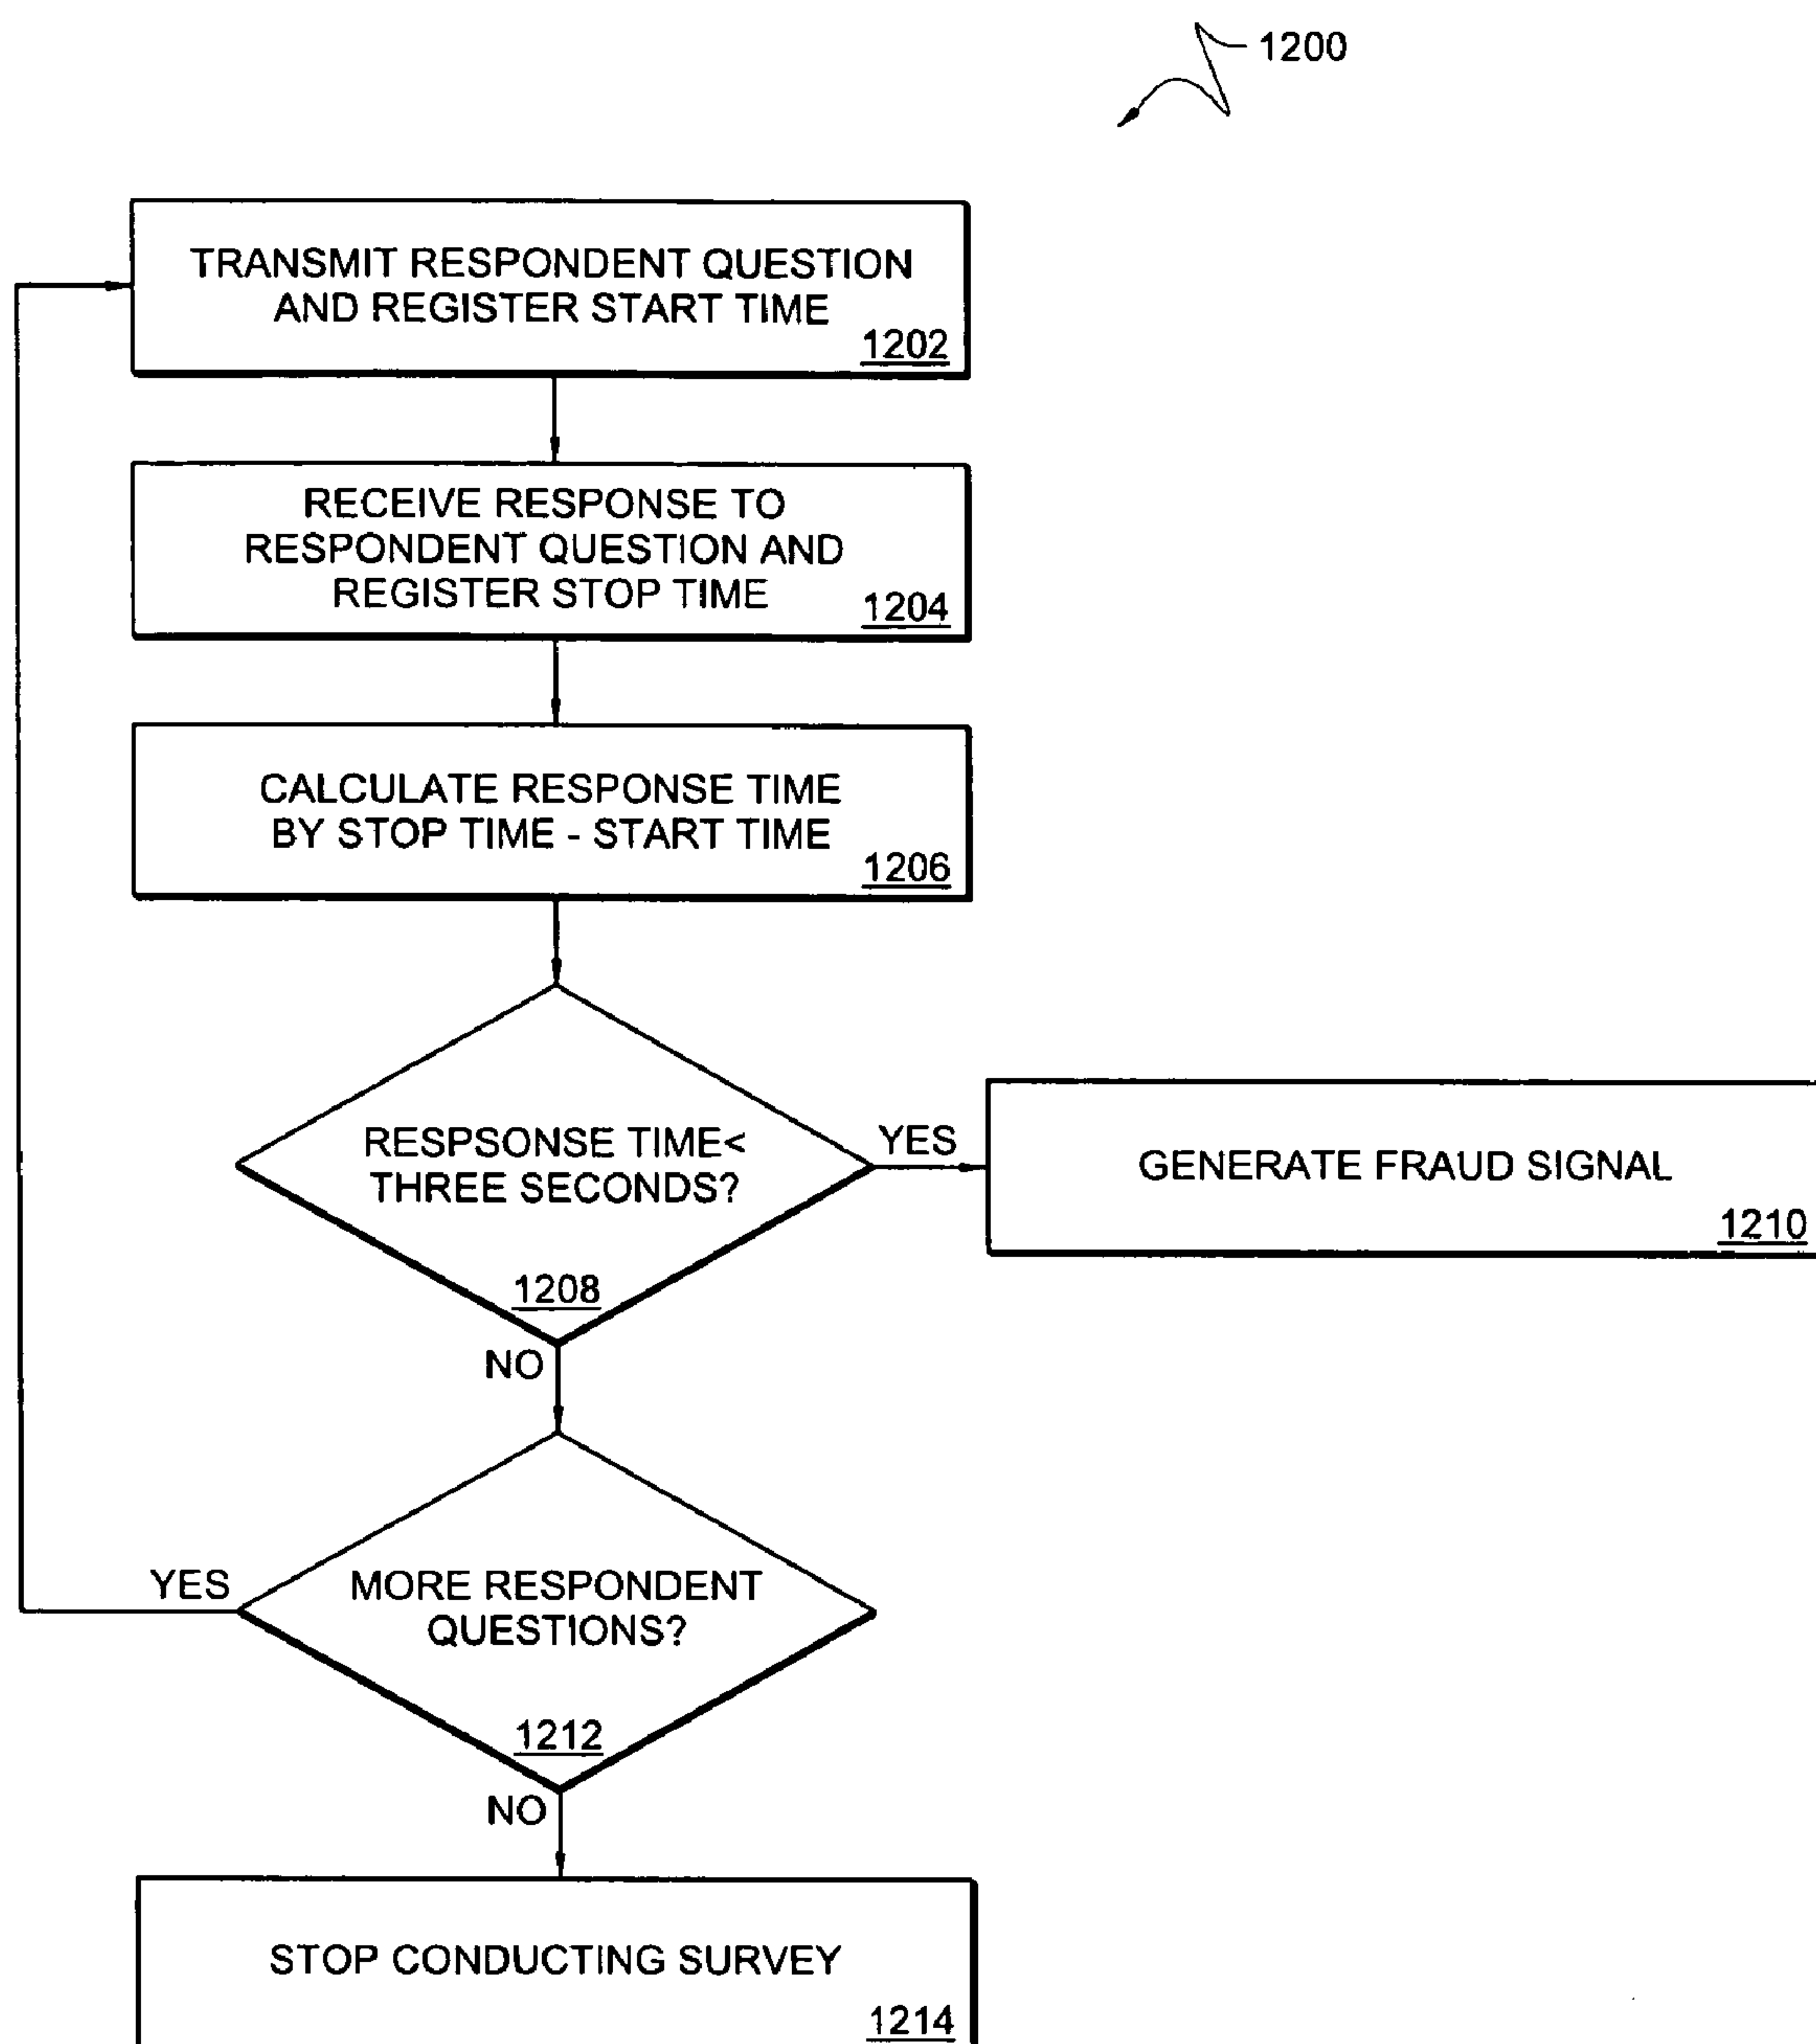 1200
TRANSMIT RESPONDENT QUESTION
AND REGISTER START TIME
1202
RECEIVE RESPONSE TO
RESPONDENT QUESTION AND
REGISTER STOP TIME
1204
CALCULATE RESPONSE TIME
BY STOP TIME - START TIME
1206
RESPSONSE TIME<
THREE SECONDS?
1208
YES
GENERATE FRAUD SIGNAL
1210
NO
MORE RESPONDENT
QUESTIONS?
1212
YES
NO
STOP CONDUCTING SURVEY
1214